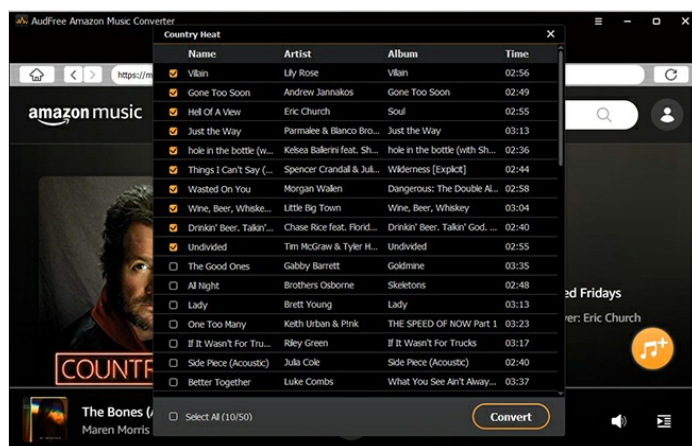 AudFree Amazon Music Converter
Country Heat
Name Artist Album Time
https://m
amazon music
Vilain Lily Rose Vilain 02:56
Gone Too Soon Andrew Jannakos Gone Too Soon 02:49
Hell Of A View Eric Church Soul 02:55
Just the Way Parmalee & Blanco Bro... Just the Way 03:13
hole in the bottle (w... Kelsea Ballerini feat. Sh... hole in the bottle (with Sh... 02:36
Things I Can't Say (... Spencer Crandall & Juli... Wilderness [Explicit] 02:44
Wasted On You Morgan Wallen Dangerous: The Double Al... 02:58
Wine, Beer, Whiske... Little Big Town Wine, Beer, Whiskey 03:04
Drinkin' Beer. Talkin'... Chase Rice feat. Florid... Drinkin' Beer. Talkin' God. ... 02:40
Undivided Tim McGraw & Tyler H... Undivided 02:55
The Good Ones Gabby Barrett Goldmine 03:35
All Night Brothers Osborne Skeletons 02:48
ed Fridays
Lady Brett Young Lady 03:13
ver: Eric Church
One Too Many Keith Urban & P!nk THE SPEED OF NOW Part 1 03:23
If It Wasn't For Tru... Riley Green If It Wasn't For Trucks 03:17
Side Piece (Acoustic) Julia Cole Side Piece (Acoustic) 02:40
COUNTR
Better Together Luke Combs What You See Ain't Alway... 03:37
The Bones (
Maren Morris
Select All (10/50)
Convert